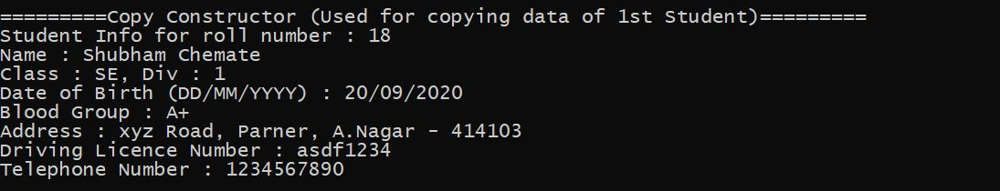 =========Copy Constructor (Used for copying data of 1st Student)=========
Student Info for roll number : 18
Name : Shubham Chemate
Class : SE, Div : 1
Date of Birth (DD/MM/YYYY) : 20/09/2020
Blood Group : A+
Address : xyz Road, Parner, A.Nagar - 414103
Driving Licence Number : asdf1234
Telephone Number : 1234567890